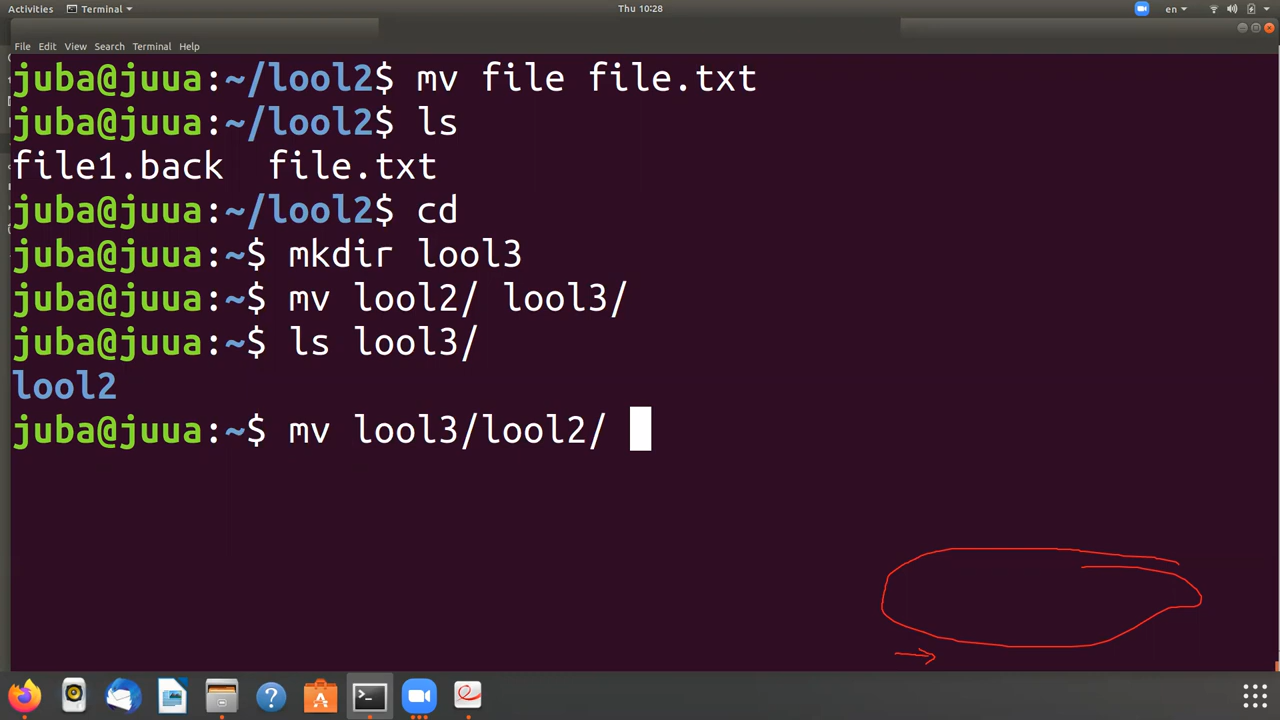 Activities Terminal Thu 10:28 en
File Edit View Search Terminal Help
juba@juua:~/lool2$ mv file file.txt
juba@juua:~/lool2$ ls
file1.back file.txt
juba@juua:~/lool2$ cd
juba@juua:~$ mkdir lool3
juba@juua:~$ mv lool2/ lool3/
juba@juua:~$ ls lool3/
lool2
juba@juua:~$ mv lool3/lool2/